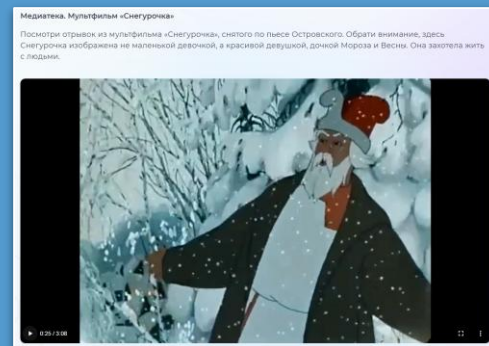 Медиатека. Мультфильм «Снегурочка»
Посмотри отрывок из мультфильма «Снегурочка», снятого по пьесе Островского. Обрати внимание, здесь
Снегурочка изображена не маленькой девочкой, а красивой девушкой, дочкой Мороза и Весны. Она захотела жить
с людьми.
0:25 / 3:08